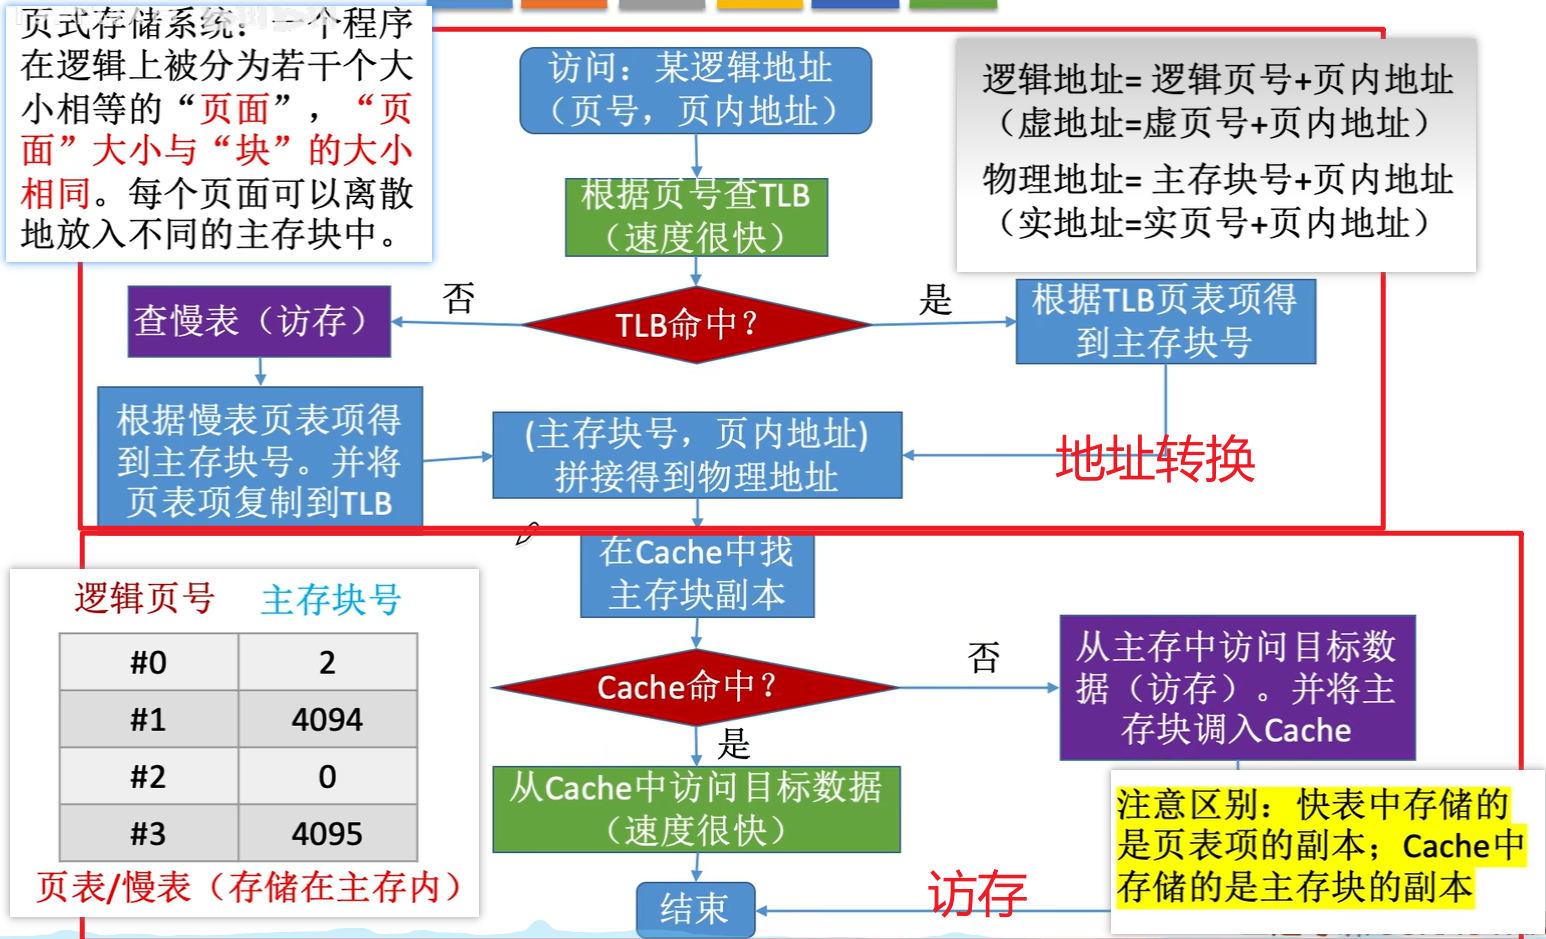 页式存储系统：一个程序
在逻辑上被分为若干个大
小相等的“页面”，“页
面”大小与“块”的大小
相同。每个页面可以离散
地放入不同的主存块中。
访问：某逻辑地址
（页号，页内地址）
逻辑地址= 逻辑页号+页内地址
（虚地址=虚页号+页内地址）
物理地址= 主存块号+页内地址
（实地址=实页号+页内地址）
根据页号查TLB
（速度很快）
否
TLB命中？
是
查慢表（访存）
根据TLB页表项得
到主存块号
根据慢表页表项得
到主存块号。并将
页表项复制到TLB
(主存块号，页内地址)
拼接得到物理地址
地址转换
在Cache中找
主存块副本
逻辑页号 主存块号
#0 2
#1 4094
#2 0
#3 4095
页表/慢表（存储在主存内）
Cache命中？
否
是
从主存中访问目标数
据（访存）。并将主
存块调入Cache
从Cache中访问目标数据
（速度很快）
注意区别：快表中存储的
是页表项的副本；Cache中
存储的是主存块的副本
结束
访存